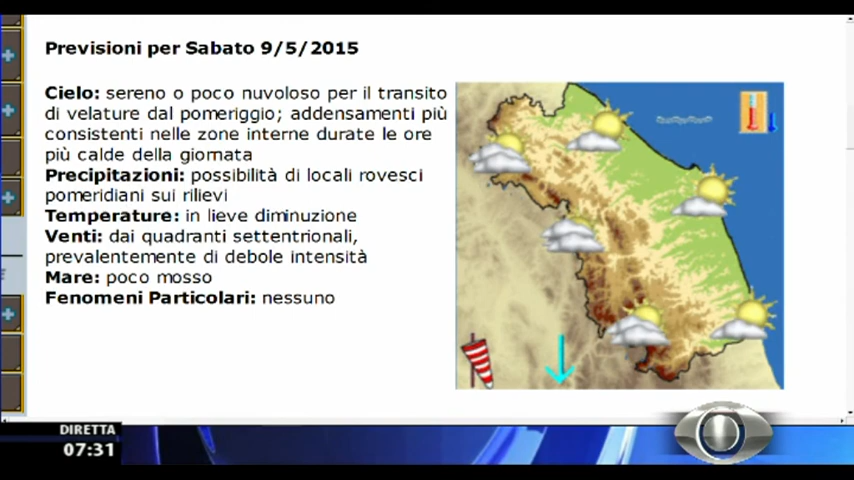 Previsioni per Sabato 9/5/2015
Cielo: sereno o poco nuvoloso per il transito
di velature dal pomeriggio; addensamenti più
consistenti nelle zone interne durate le ore
più calde della giornata
Precipitazioni: possibilità di locali rovesci
pomeridiani sui rilievi
Temperature: in lieve diminuzione
Venti: dai quadranti settentrionali,
prevalentemente di debole intensità
Mare: poco mosso
Fenomeni Particolari: nessuno
DIRETTA
07:31